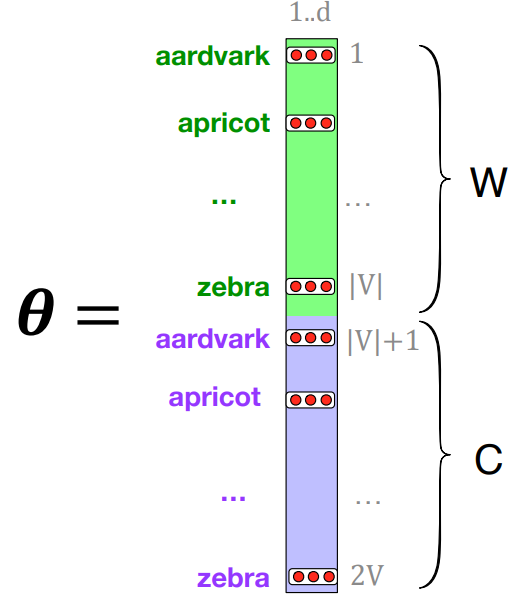 1..d
aardvark 1
apricot
... ...
zebra |V|
W
θ =
aardvark |V|+1
apricot
C
... ...
zebra 2V